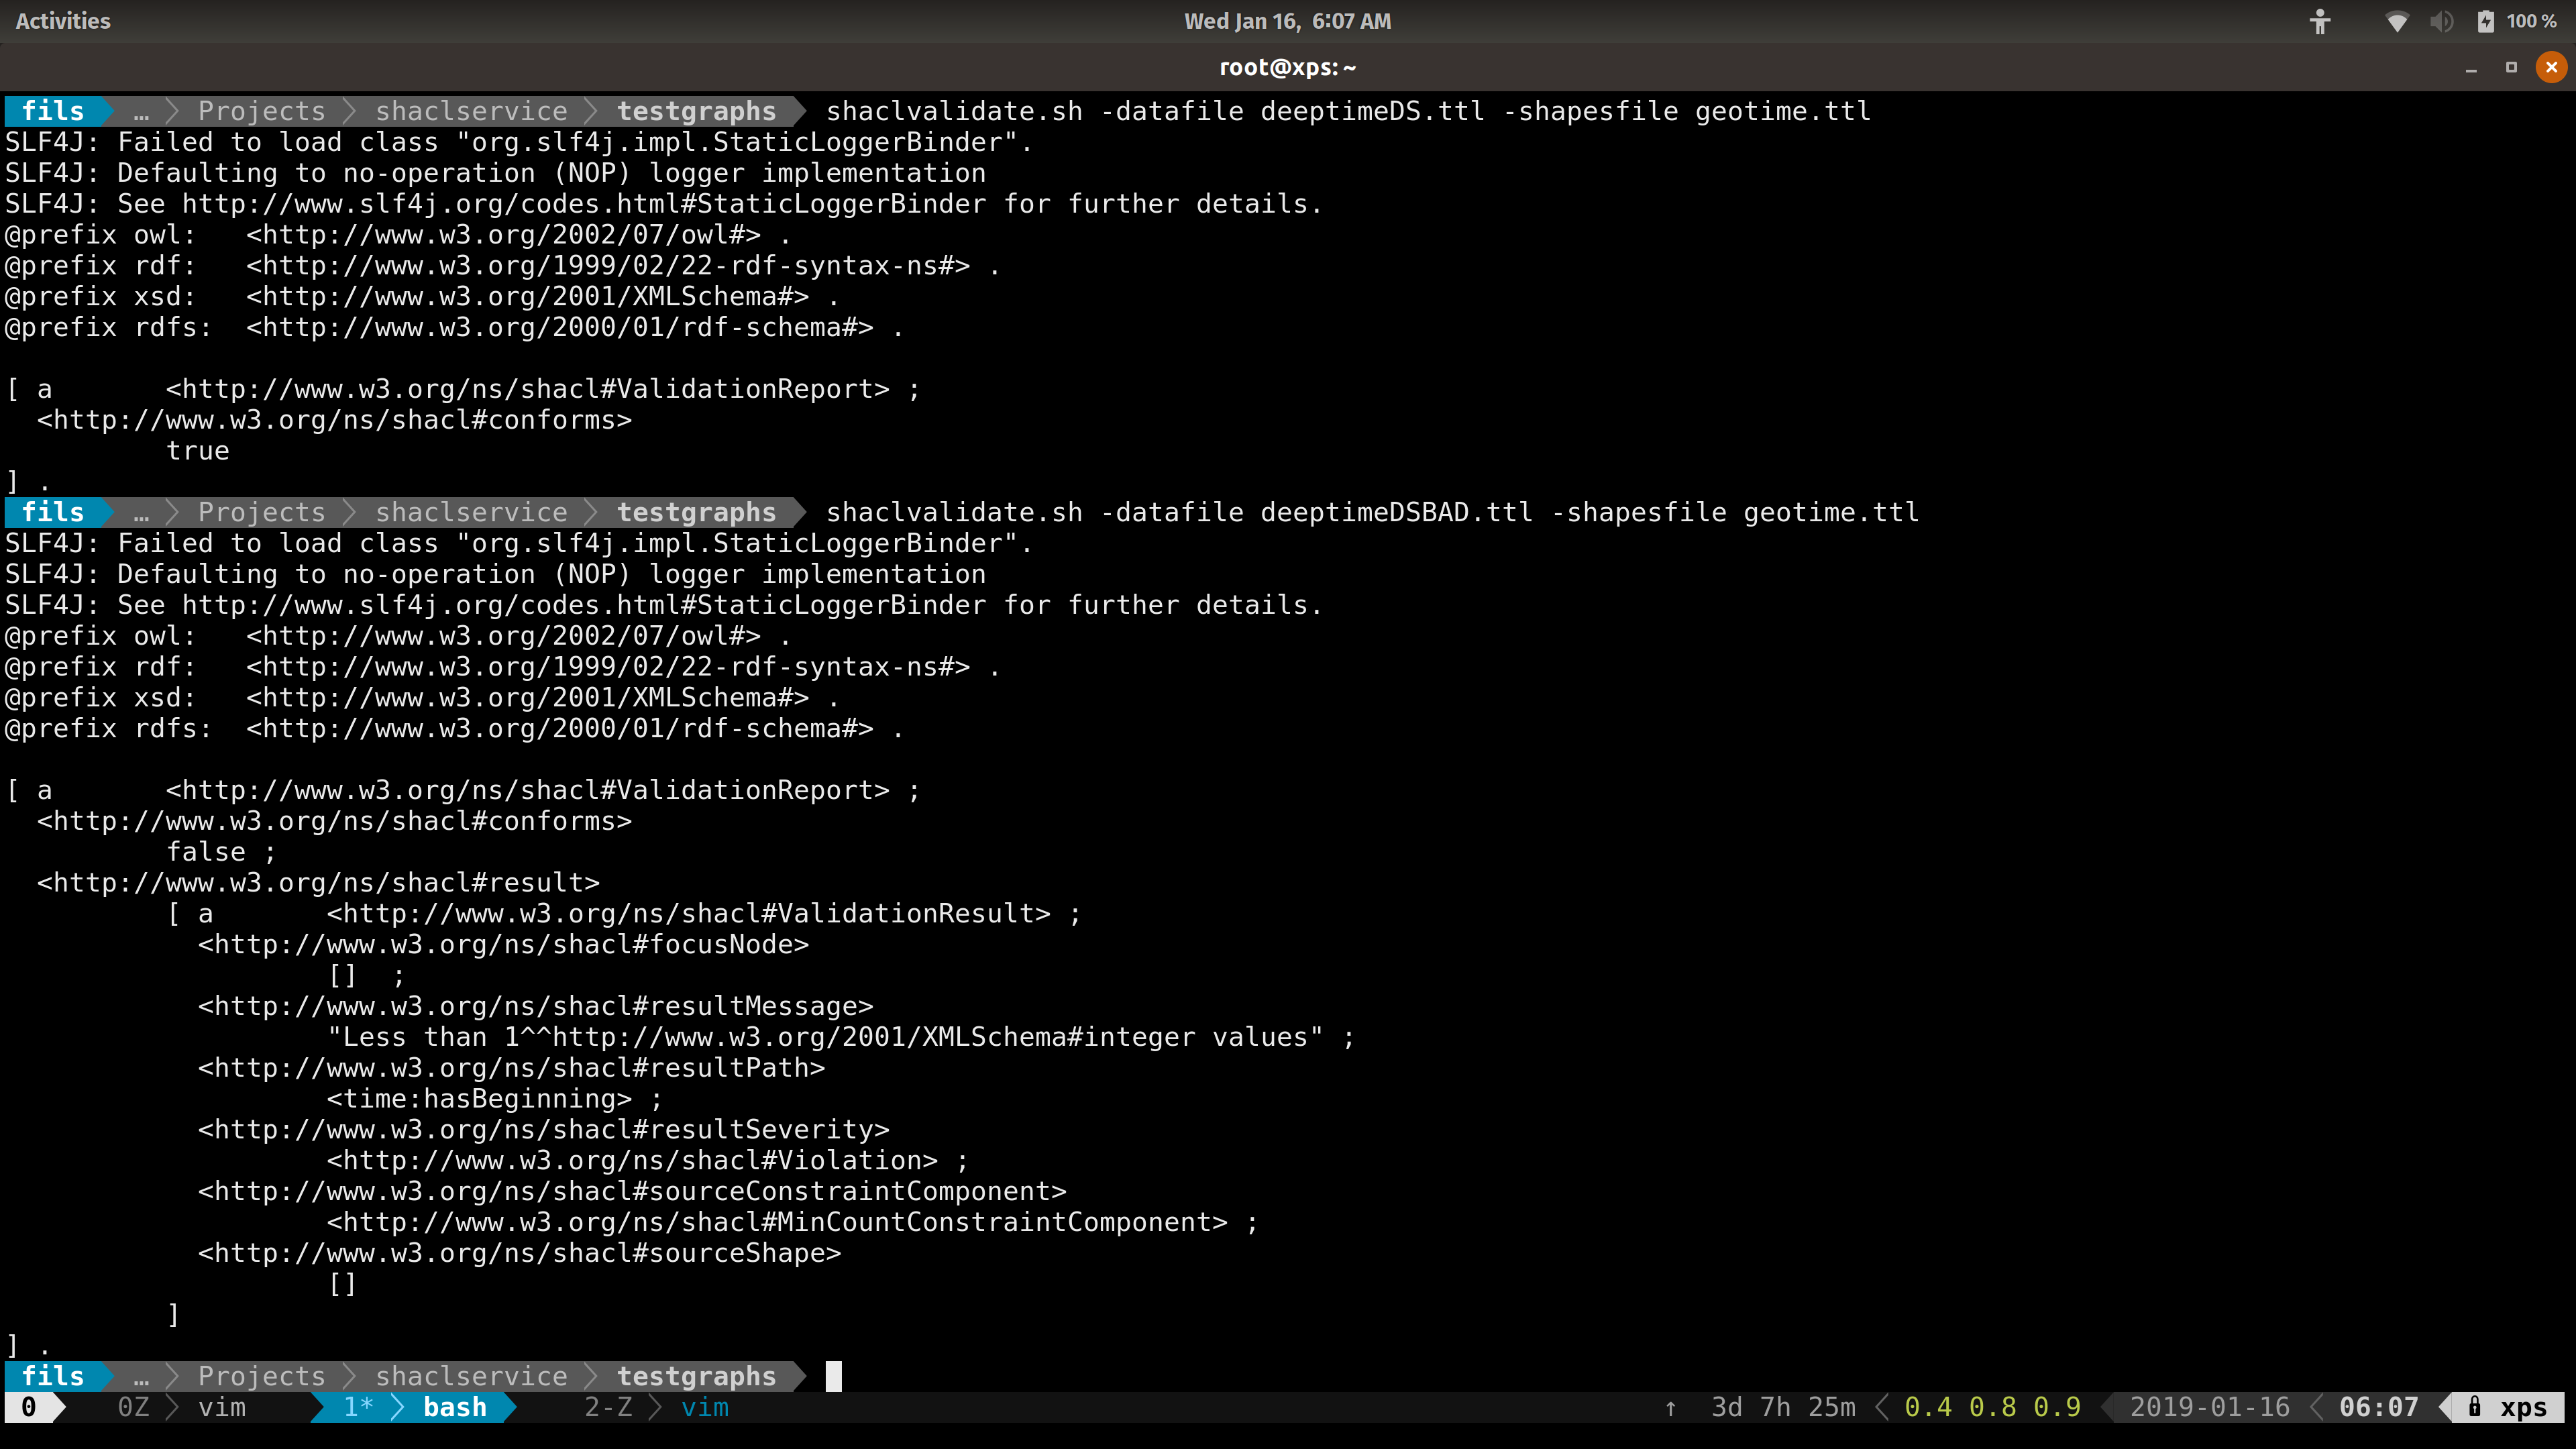 Activities
Wed Jan 16, 6:07 AM
100 %
root@xps: ~
fils … Projects shaclservice testgraphs shaclvalidate.sh -datafile deeptimeDS.ttl -shapesfile geotime.ttl
SLF4J: Failed to load class "org.slf4j.impl.StaticLoggerBinder".
SLF4J: Defaulting to no-operation (NOP) logger implementation
SLF4J: See http://www.slf4j.org/codes.html#StaticLoggerBinder for further details.
@prefix owl:   <http://www.w3.org/2002/07/owl#> .
@prefix rdf:   <http://www.w3.org/1999/02/22-rdf-syntax-ns#> .
@prefix xsd:   <http://www.w3.org/2001/XMLSchema#> .
@prefix rdfs:  <http://www.w3.org/2000/01/rdf-schema#> .
[ a       <http://www.w3.org/ns/shacl#ValidationReport> ;
  <http://www.w3.org/ns/shacl#conforms>
          true
] .
fils … Projects shaclservice testgraphs shaclvalidate.sh -datafile deeptimeDSBAD.ttl -shapesfile geotime.ttl
SLF4J: Failed to load class "org.slf4j.impl.StaticLoggerBinder".
SLF4J: Defaulting to no-operation (NOP) logger implementation
SLF4J: See http://www.slf4j.org/codes.html#StaticLoggerBinder for further details.
@prefix owl:   <http://www.w3.org/2002/07/owl#> .
@prefix rdf:   <http://www.w3.org/1999/02/22-rdf-syntax-ns#> .
@prefix xsd:   <http://www.w3.org/2001/XMLSchema#> .
@prefix rdfs:  <http://www.w3.org/2000/01/rdf-schema#> .
[ a       <http://www.w3.org/ns/shacl#ValidationReport> ;
  <http://www.w3.org/ns/shacl#conforms>
          false ;
  <http://www.w3.org/ns/shacl#result>
          [ a       <http://www.w3.org/ns/shacl#ValidationResult> ;
            <http://www.w3.org/ns/shacl#focusNode>
                    []  ;
            <http://www.w3.org/ns/shacl#resultMessage>
                    "Less than 1^^http://www.w3.org/2001/XMLSchema#integer values" ;
            <http://www.w3.org/ns/shacl#resultPath>
                    <time:hasBeginning> ;
            <http://www.w3.org/ns/shacl#resultSeverity>
                    <http://www.w3.org/ns/shacl#Violation> ;
            <http://www.w3.org/ns/shacl#sourceConstraintComponent>
                    <http://www.w3.org/ns/shacl#MinCountConstraintComponent> ;
            <http://www.w3.org/ns/shacl#sourceShape>
                    []
          ]
] .
fils … Projects shaclservice testgraphs
0 0Z vim 1* bash 2-Z vim ↑ 3d 7h 25m 0.4 0.8 0.9 2019-01-16 06:07 xps